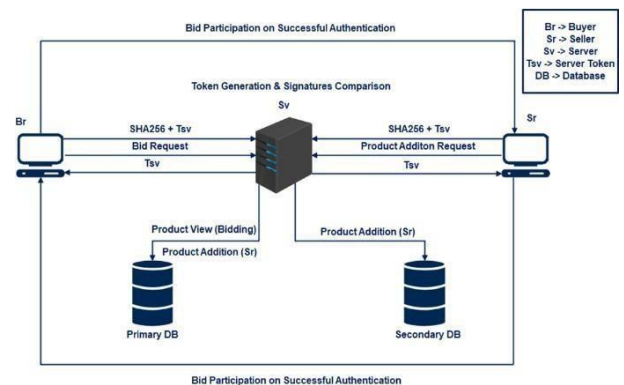 Bid Participation on Successful Authentication
Br -> Buyer
Sr -> Seller
Sv -> Server
Tsv -> Server Token
DB -> Database
Token Generation & Signatures Comparison
Sv
Br
Sr
SHA256 + Tsv
SHA256 + Tsv
Bid Request
Product Additon Request
Tsv
Tsv
Product View (Bidding)
Product Addition (Sr)
Product Addition (Sr)
Primary DB
Secondary DB
Bid Participation on Successful Authentication